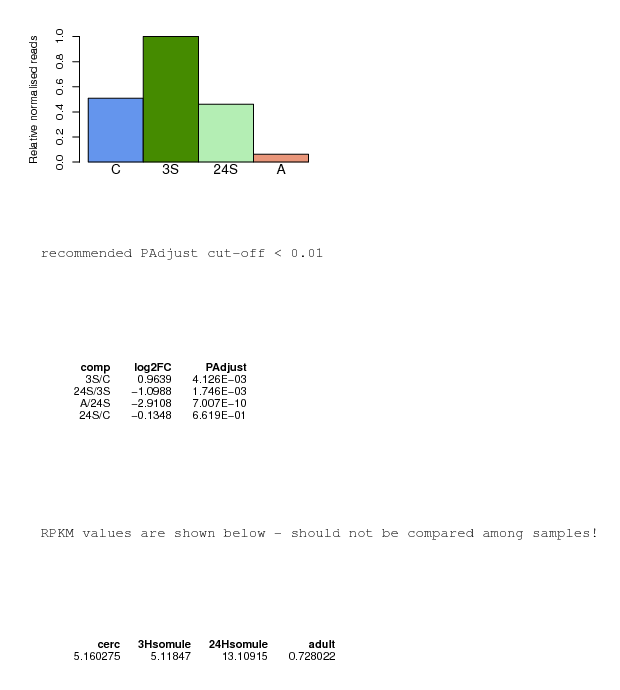 Relative normalised reads
1.0
0.8
0.6
0.4
0.2
0.0
C 3S 24S A
recommended PAdjust cut-off < 0.01
comp log2FC PAdjust
3S/C 0.9639 4.126E−03
24S/3S −1.0988 1.746E−03
A/24S −2.9108 7.007E−10
24S/C −0.1348 6.619E−01
RPKM values are shown below - should not be compared among samples!
cerc 3Hsomule 24Hsomule adult
5.160275 5.11847 13.10915 0.728022